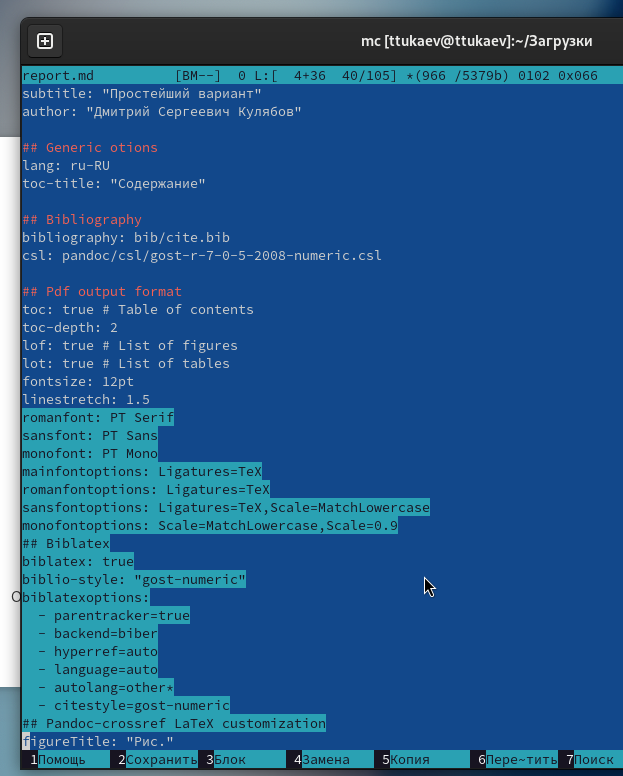 mc [ttukaev@ttukaev]:~/Загрузки
report.md          [BM--]  0 L:[  4+36  40/105] *(966 /5379b) 0102 0x066
subtitle: "Простейший вариант"
author: "Дмитрий Сергеевич Кулябов"
## Generic otions
lang: ru-RU
toc-title: "Содержание"
## Bibliography
bibliography: bib/cite.bib
csl: pandoc/csl/gost-r-7-0-5-2008-numeric.csl
## Pdf output format
toc: true # Table of contents
toc-depth: 2
lof: true # List of figures
lot: true # List of tables
fontsize: 12pt
linestretch: 1.5
romanfont: PT Serif
sansfont: PT Sans
monofont: PT Mono
mainfontoptions: Ligatures=TeX
romanfontoptions: Ligatures=TeX
sansfontoptions: Ligatures=TeX,Scale=MatchLowercase
monofontoptions: Scale=MatchLowercase,Scale=0.9
## Biblatex
biblatex: true
biblio-style: "gost-numeric"
biblatexoptions:
  - parentracker=true
  - backend=biber
  - hyperref=auto
  - language=auto
  - autolang=other*
  - citestyle=gost-numeric
## Pandoc-crossref LaTeX customization
figureTitle: "Рис."
1Помощь 2Сохранить 3Блок 4Замена 5Копия 6Пере~тить 7Поиск